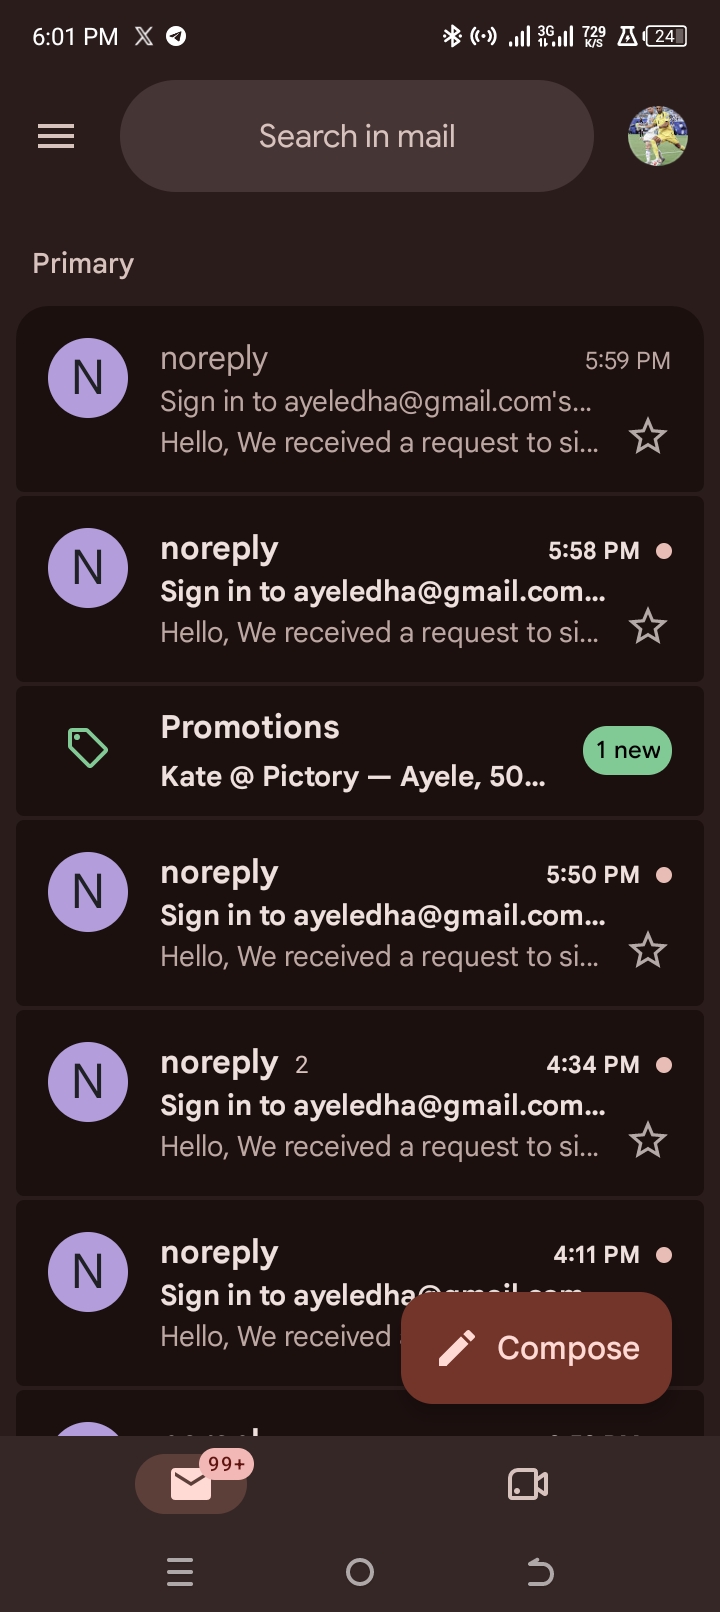 6:01 PM
3G
729
K/S
24
Search in mail
Primary
N
noreply
5:59 PM
Sign in to ayeledha@gmail.com's...
Hello, We received a request to si...
N
noreply
5:58 PM
Sign in to ayeledha@gmail.com...
Hello, We received a request to si...
Promotions
Kate @ Pictory — Ayele, 50...
1 new
N
noreply
5:50 PM
Sign in to ayeledha@gmail.com...
Hello, We received a request to si...
N
noreply 2
4:34 PM
Sign in to ayeledha@gmail.com...
Hello, We received a request to si...
N
noreply
4:11 PM
Sign in to ayeledha@gmail.com
Hello, We received
Compose
99+